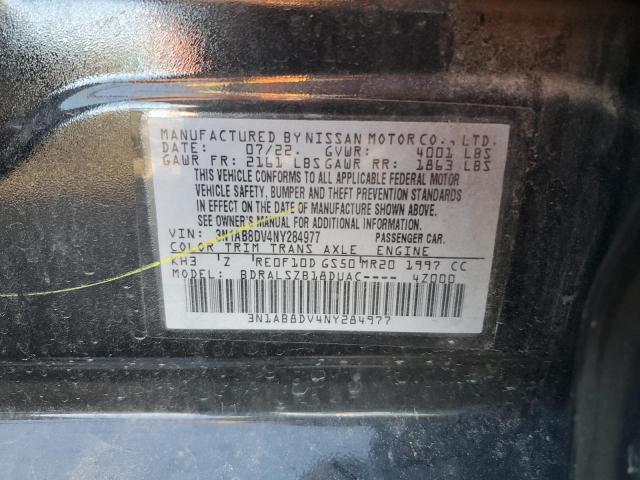 MANUFACTURED BY NISSAN MOTOR CO., LTD.
DATE: 07/22. GVWR: 4001 LBS
GAWR FR: 2161 LBS GAWR RR: 1863 LBS
THIS VEHICLE CONFORMS TO ALL APPLICABLE FEDERAL MOTOR
VEHICLE SAFETY, BUMPER AND THEFT PREVENTION STANDARDS
IN EFFECT ON THE DATE OF MANUFACTURE SHOWN ABOVE.
SEE OWNER'S MANUAL FOR ADDITIONAL INFORMATION.
VIN: 3N1AB8DV4NY284977 PASSENGER CAR.
COLOR TRIM TRANS AXLE ENGINE
KH3 Z RE0F10D GS50 MR20 1997 CC
BDRALSZB18DUAC---- 4Z000
3N1AB8DV4NY284977